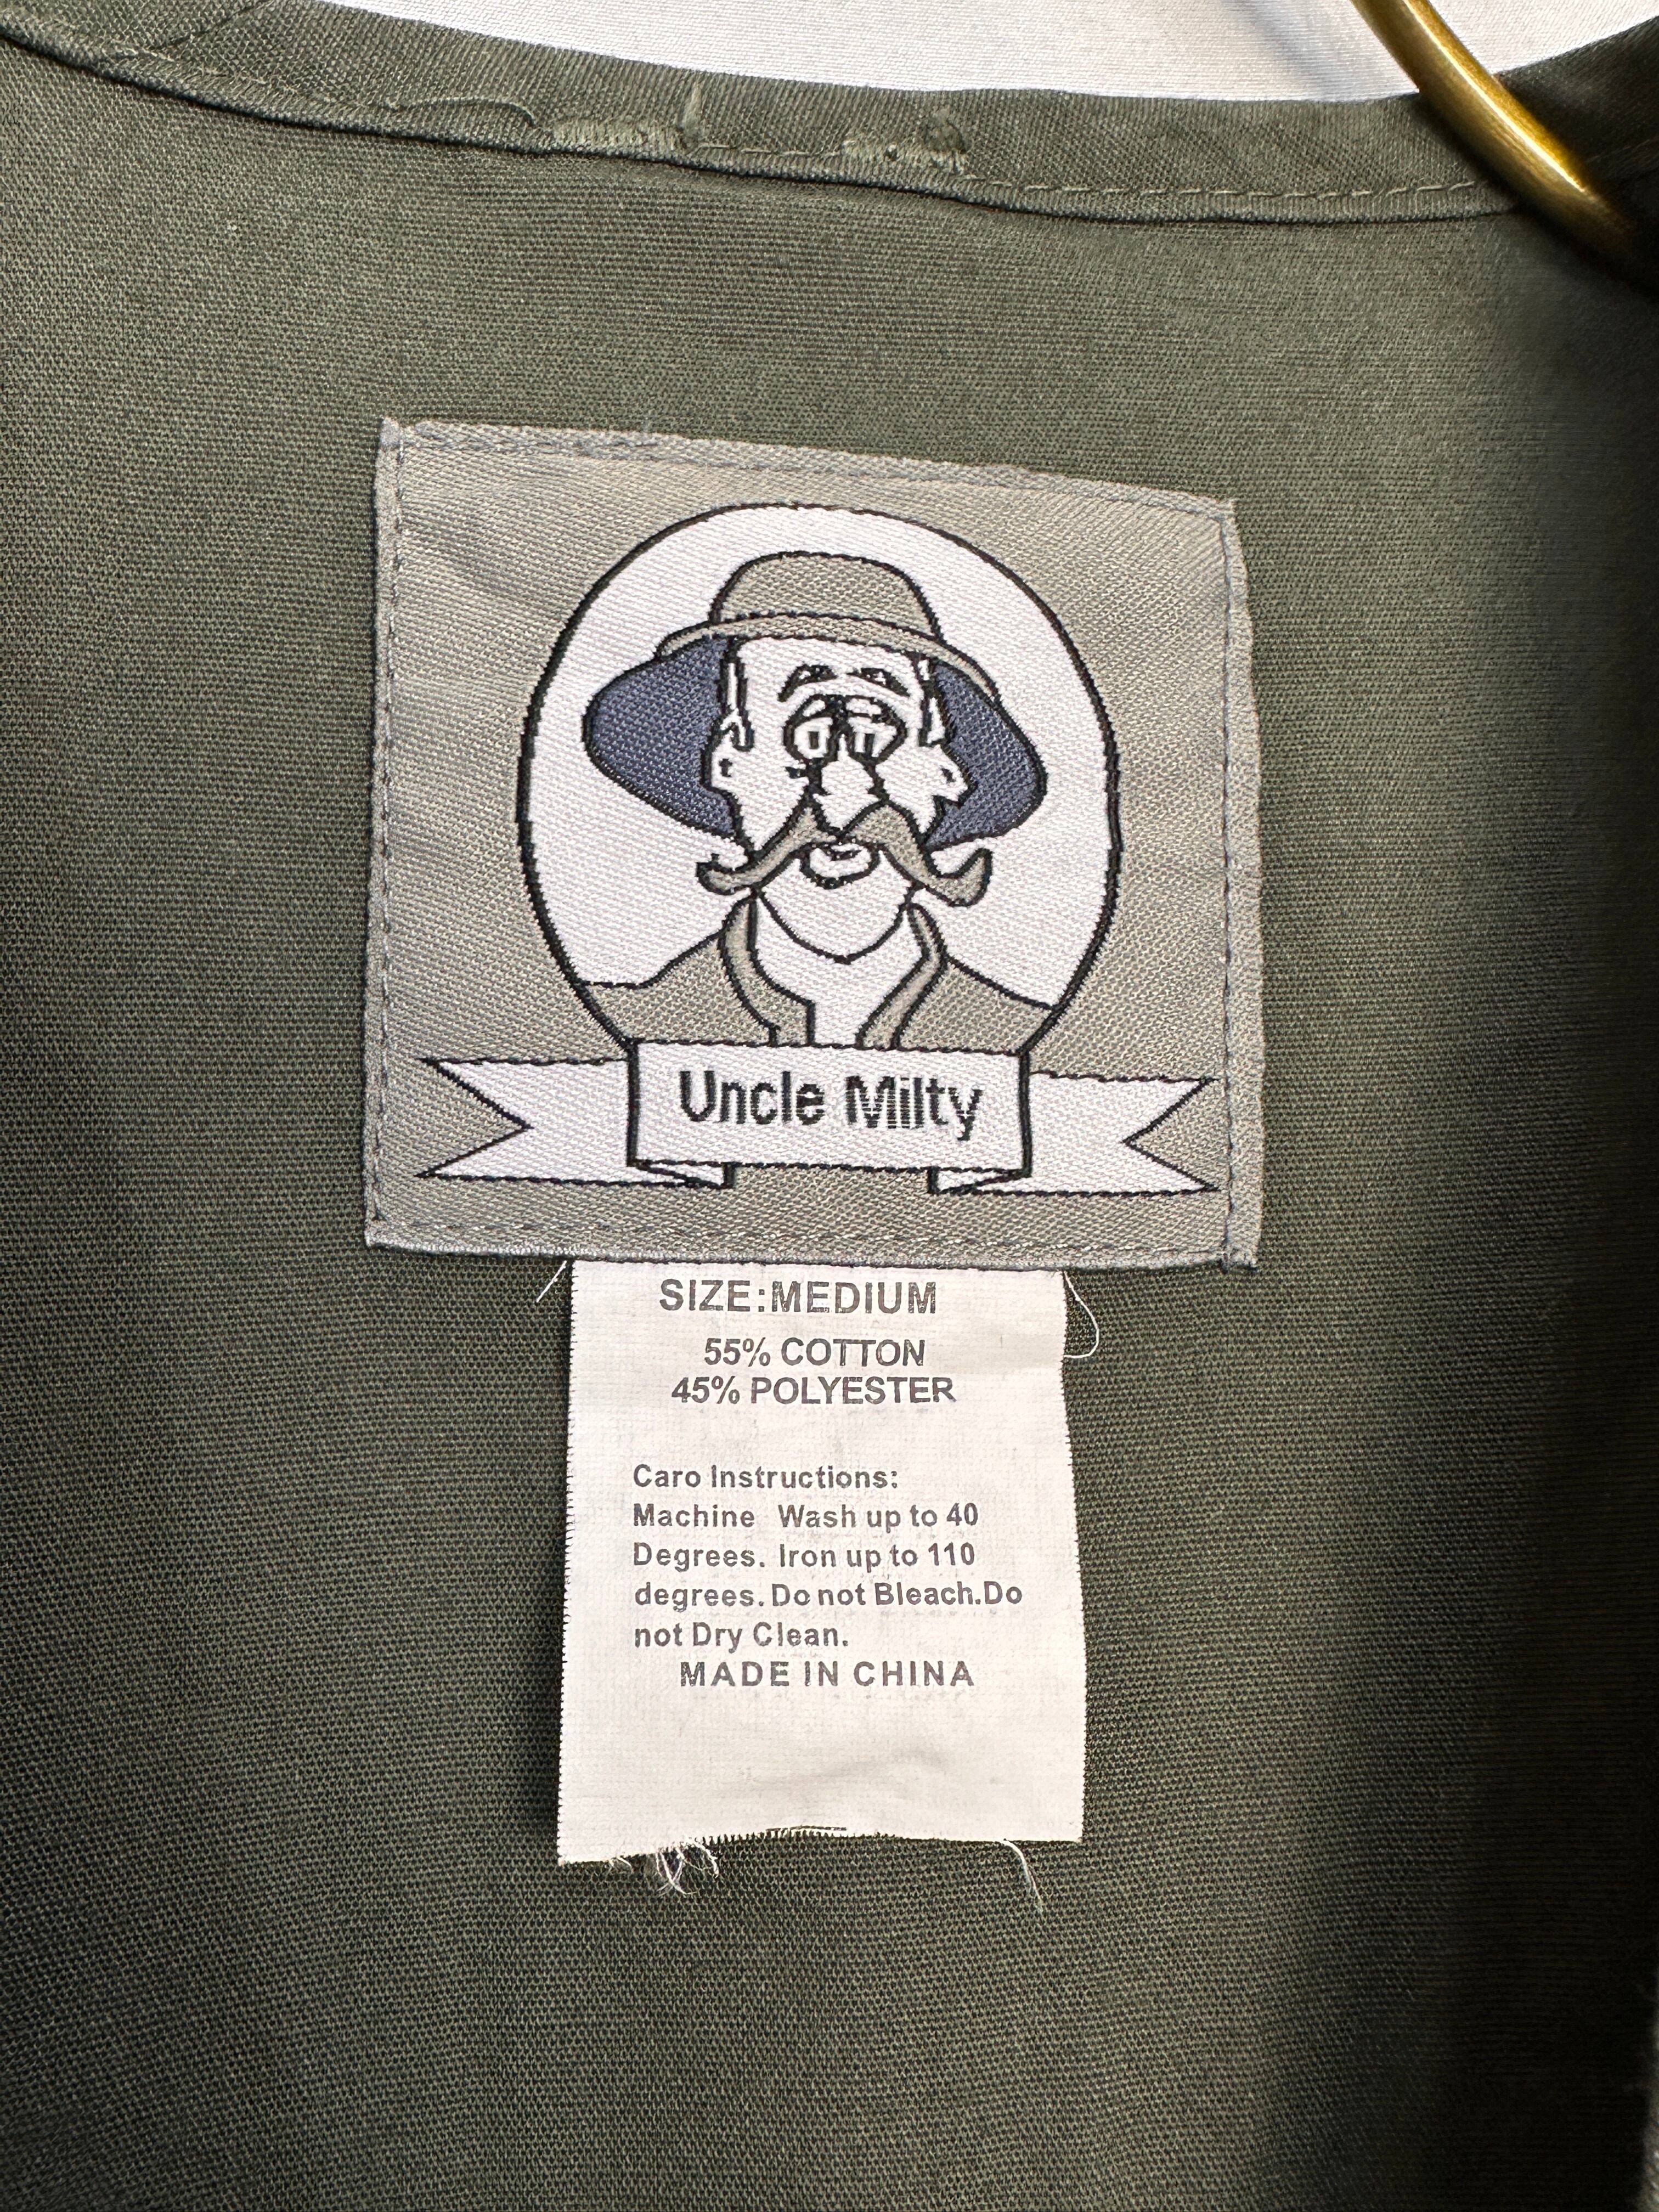 Uncle Milty
SIZE:MEDIUM
55% COTTON
45% POLYESTER
Caro Instructions:
Machine Wash up to 40
Degrees. Iron up to 110
degrees. Do not Bleach.Do
not Dry Clean.
MADE IN CHINA